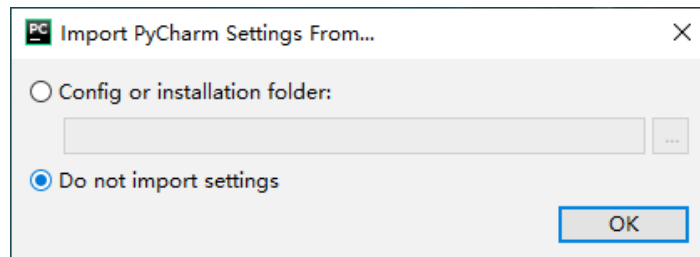 PC Import PyCharm Settings From...
Config or installation folder:
...
Do not import settings
OK